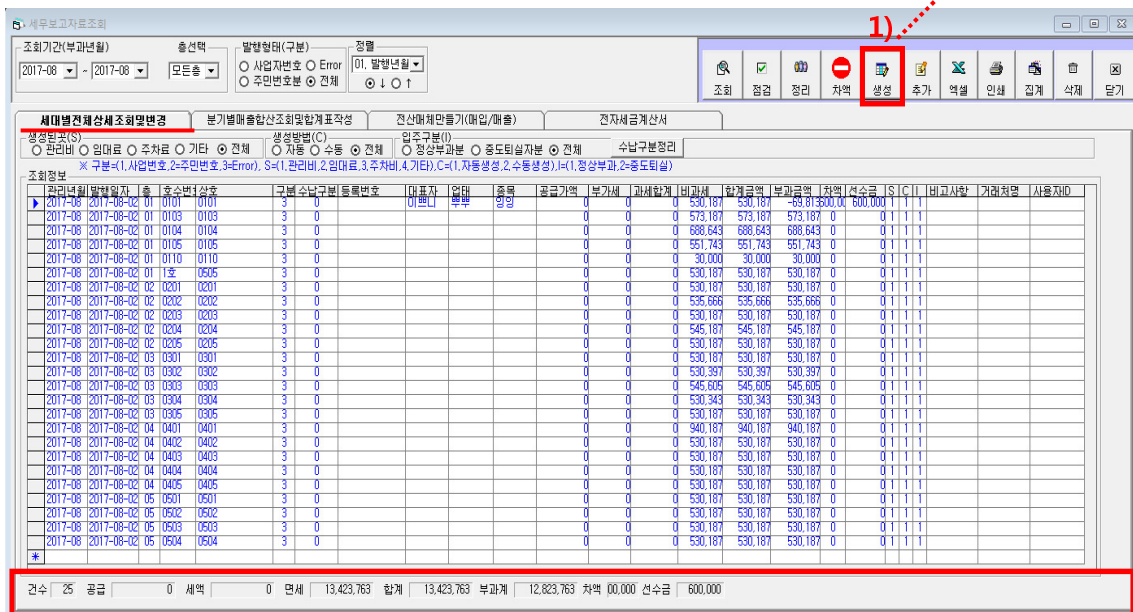 세무보고자료조회
1)
조회기간(부과년월) 층선택 발행형태(구분) 정렬
2017-08 ~ 2017-08 모든층 사업자번호 Error 주민번호분 전체 01, 발행년월 ↓ ↑
조회 점검 정리 차액 생성 추가 엑셀 인쇄 집계 삭제 닫기
세대별전체상세조회및변경 분기별매출합산조회및합계표작성 전산매체만들기(매입/매출) 전자세금계산서
생성된곳(S) 생성방법(C) 입주구분(I)
관리비 임대료 주차료 기타 전체 자동 수동 전체 정상부과분 중도퇴실자분 전체 수납구분정리
※ 구분=(1,사업번호,2=주민번호,3=Error), S=(1,관리비,2,임대료,3,주차비,4,기타),C=(1,자동생성,2,수동생성),I=(1,정상부과,2=중도퇴실)
조회정보
관리년월 발행일자 층 호수번 상호 구분 수납구분 등록번호 대표자 업태 종목 공급가액 부가세 과세합계 비과세 합계금액 부과금액 차액 선수금 S C I 비고사항 거래처명 사용자ID
2017-08 2017-08-02 01 0101 0101 3 0 이쁘니 뿌뿌 잉잉 0 0 0 530,187 530,187 -69,813 600,00 600,000 1 1 1
2017-08 2017-08-02 01 0103 0103 3 0 0 0 0 573,187 573,187 573,187 0 0 1 1 1
2017-08 2017-08-02 01 0104 0104 3 0 0 0 0 688,643 688,643 688,643 0 0 1 1 1
2017-08 2017-08-02 01 0105 0105 3 0 0 0 0 551,743 551,743 551,743 0 0 1 1 1
2017-08 2017-08-02 01 0110 0110 3 0 0 0 0 30,000 30,000 30,000 0 0 1 1 1
2017-08 2017-08-02 01 1호 0505 3 0 0 0 0 530,187 530,187 530,187 0 0 1 1 1
2017-08 2017-08-02 02 0201 0201 3 0 0 0 0 530,187 530,187 530,187 0 0 1 1 1
2017-08 2017-08-02 02 0202 0202 3 0 0 0 0 535,666 535,666 535,666 0 0 1 1 1
2017-08 2017-08-02 02 0203 0203 3 0 0 0 0 530,187 530,187 530,187 0 0 1 1 1
2017-08 2017-08-02 02 0204 0204 3 0 0 0 0 545,187 545,187 545,187 0 0 1 1 1
2017-08 2017-08-02 02 0205 0205 3 0 0 0 0 530,187 530,187 530,187 0 0 1 1 1
2017-08 2017-08-02 03 0301 0301 3 0 0 0 0 530,187 530,187 530,187 0 0 1 1 1
2017-08 2017-08-02 03 0302 0302 3 0 0 0 0 530,397 530,397 530,397 0 0 1 1 1
2017-08 2017-08-02 03 0303 0303 3 0 0 0 0 545,605 545,605 545,605 0 0 1 1 1
2017-08 2017-08-02 03 0304 0304 3 0 0 0 0 530,343 530,343 530,343 0 0 1 1 1
2017-08 2017-08-02 03 0305 0305 3 0 0 0 0 530,187 530,187 530,187 0 0 1 1 1
2017-08 2017-08-02 04 0401 0401 3 0 0 0 0 940,187 940,187 940,187 0 0 1 1 1
2017-08 2017-08-02 04 0402 0402 3 0 0 0 0 530,187 530,187 530,187 0 0 1 1 1
2017-08 2017-08-02 04 0403 0403 3 0 0 0 0 530,187 530,187 530,187 0 0 1 1 1
2017-08 2017-08-02 04 0404 0404 3 0 0 0 0 530,187 530,187 530,187 0 0 1 1 1
2017-08 2017-08-02 04 0405 0405 3 0 0 0 0 530,187 530,187 530,187 0 0 1 1 1
2017-08 2017-08-02 05 0501 0501 3 0 0 0 0 530,187 530,187 530,187 0 0 1 1 1
2017-08 2017-08-02 05 0502 0502 3 0 0 0 0 530,187 530,187 530,187 0 0 1 1 1
2017-08 2017-08-02 05 0503 0503 3 0 0 0 0 530,187 530,187 530,187 0 0 1 1 1
2017-08 2017-08-02 05 0504 0504 3 0 0 0 0 530,187 530,187 530,187 0 0 1 1 1
건수 25 공급 0 세액 0 면세 13,423,763 합계 13,423,763 부과계 12,823,763 차액 00,000 선수금 600,000